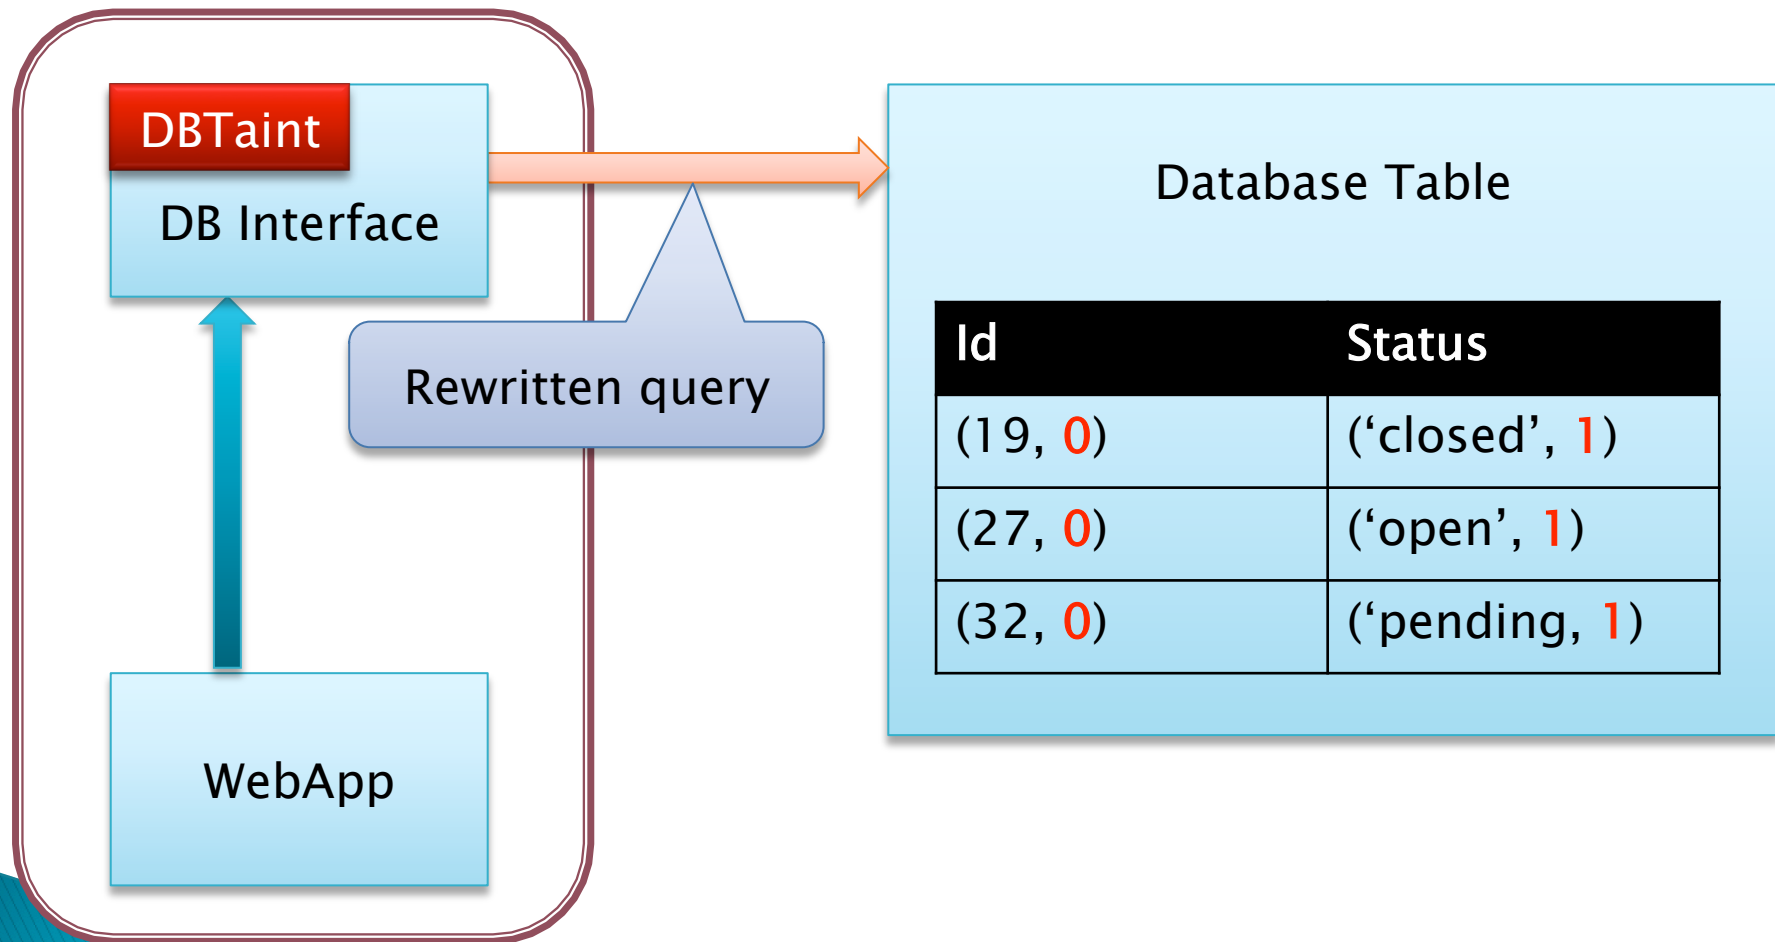 DBTaint
DB Interface
Rewritten query
WebApp
Database Table
Id Status
(19, 0) (‘closed’, 1)
(27, 0) (‘open’, 1)
(32, 0) (‘pending, 1)